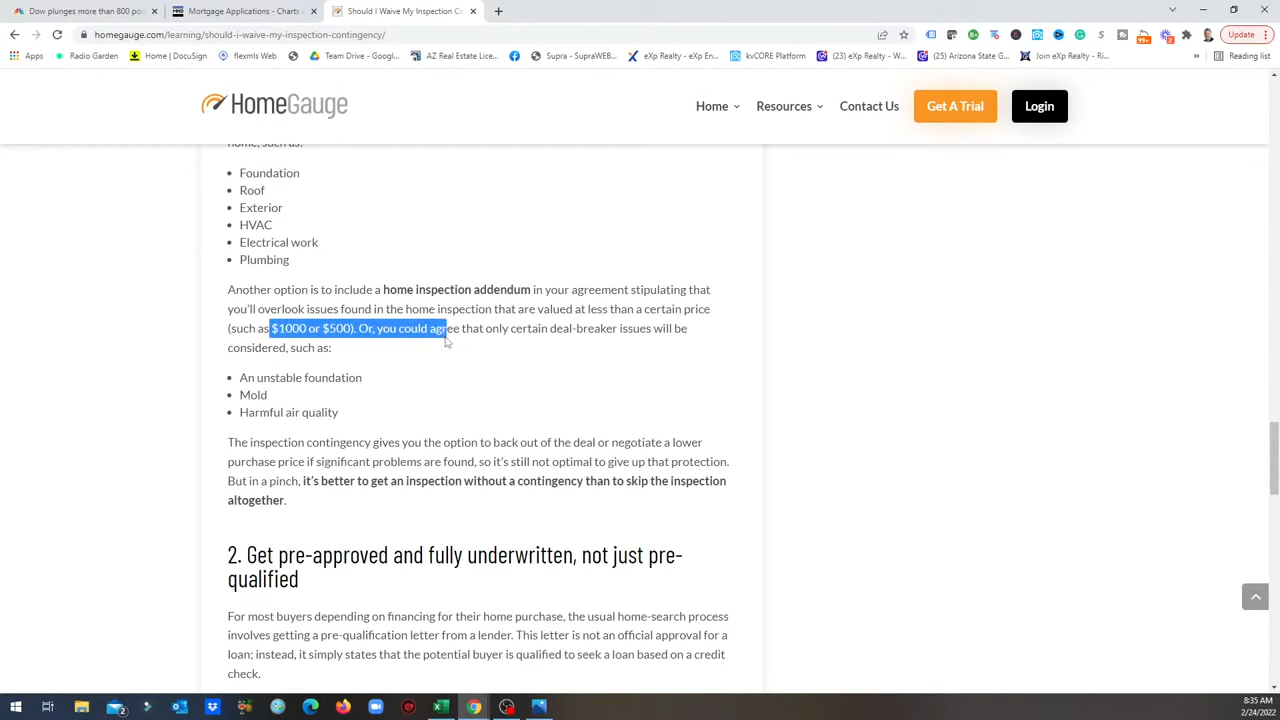 Dow plunges more than 800 po
Mortgage Applications - Charts
Should I Waive My Inspection Co
homegauge.com/learning/should-i-waive-my-inspection-contingency/
Update
Apps
Radio Garden
Home | DocuSign
flexmls Web
Team Drive - Googl...
AZ Real Estate Lice...
Supra - SupraWEB...
eXp Realty - eXp En...
kvCORE Platform
(23) eXp Realty - W...
(25) Arizona State G...
Join eXp Realty - Ri...
»
Reading list
HomeGauge
Home
Resources
Contact Us
Get A Trial
Login
home, such as:
• Foundation
• Roof
• Exterior
• HVAC
• Electrical work
• Plumbing
Another option is to include a home inspection addendum in your agreement stipulating that
you'll overlook issues found in the home inspection that are valued at less than a certain price
(such as $1000 or $500). Or, you could agree that only certain deal-breaker issues will be
considered, such as:
• An unstable foundation
• Mold
• Harmful air quality
The inspection contingency gives you the option to back out of the deal or negotiate a lower
purchase price if significant problems are found, so it's still not optimal to give up that protection.
But in a pinch, it's better to get an inspection without a contingency than to skip the inspection
altogether.
2. Get pre-approved and fully underwritten, not just pre-
qualified
For most buyers depending on financing for their home purchase, the usual home-search process
involves getting a pre-qualification letter from a lender. This letter is not an official approval for a
loan; instead, it simply states that the potential buyer is qualified to seek a loan based on a credit
check.
8:35 AM
2/24/2022